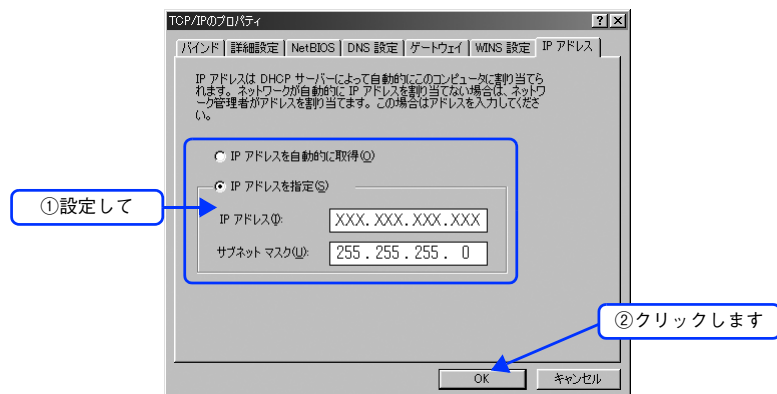 TCP/IPのプロパティ
バインド 詳細設定 NetBIOS DNS 設定 ゲートウェイ WINS 設定 IP アドレス
IP アドレスは DHCP サーバーによって自動的にこのコンピュータに割り当てら
れます。ネットワークが自動的に IP アドレスを割り当てない場合は、ネットワ
ーク管理者がアドレスを割り当てます。この場合はアドレスを入力してくださ
い。
IP アドレスを自動的に取得(O)
IP アドレスを指定(S)
①設定して
IP アドレス(I): XXX.XXX.XXX.XXX
サブネット マスク(U): 255.255.255. 0
②クリックします
OK キャンセル